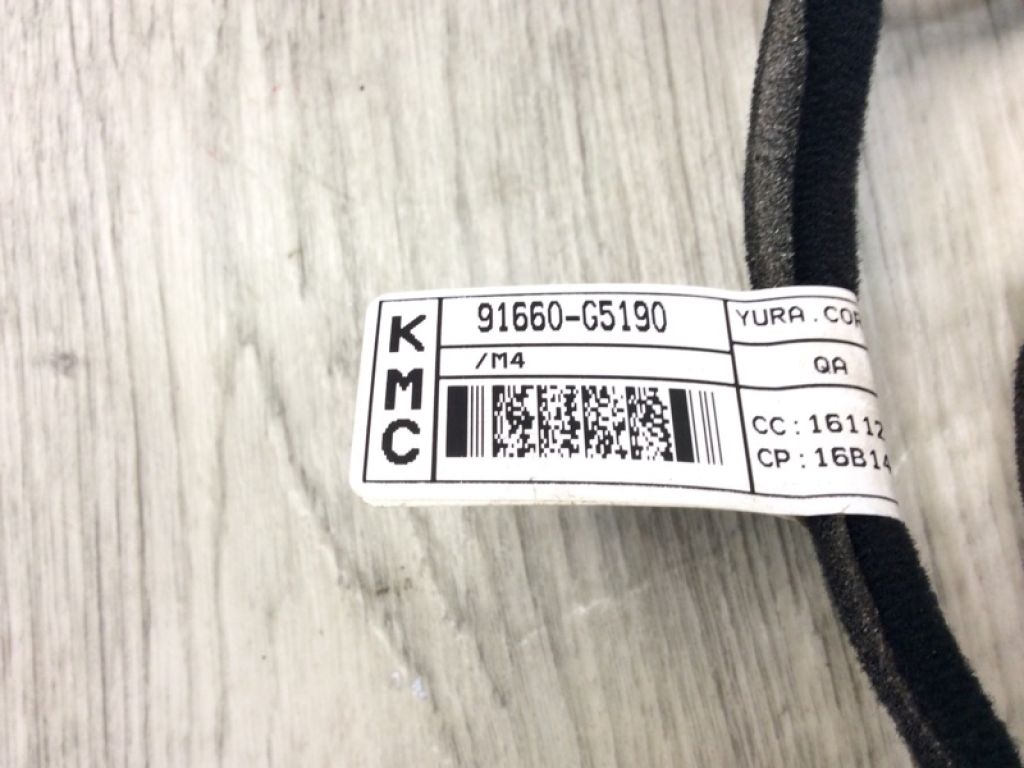 KMC
91660-G5190
/M4
YURA.COR
QA
CC:16112
CP:16B14